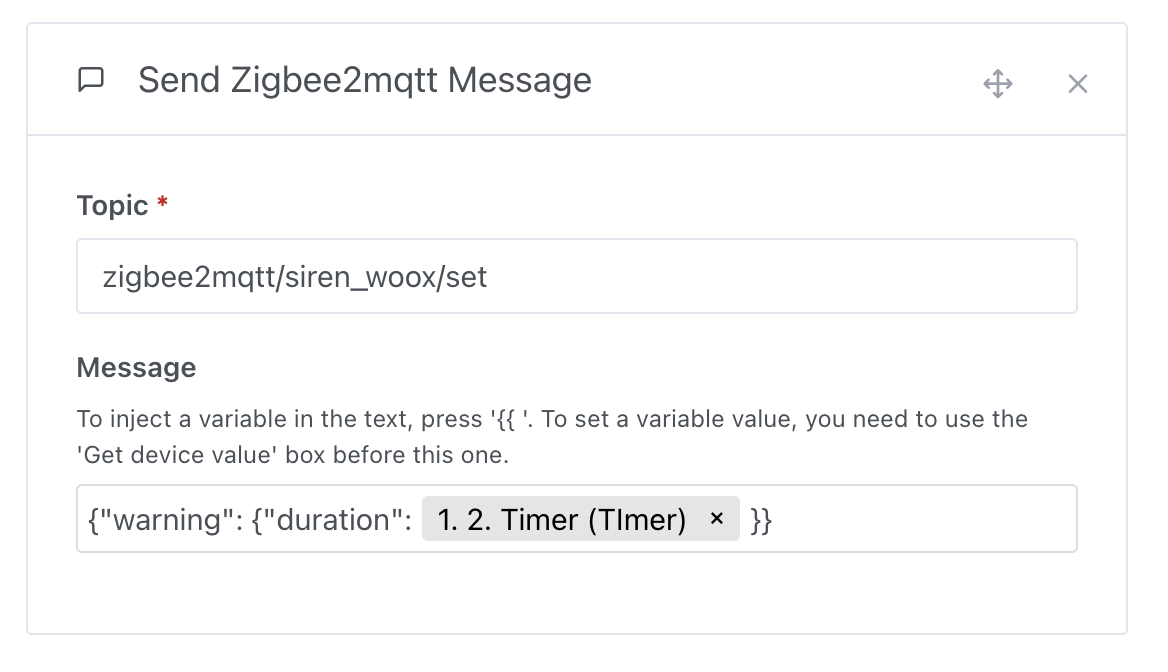 Send Zigbee2mqtt Message
Topic *
zigbee2mqtt/siren_woox/set
Message
To inject a variable in the text, press '{{ '. To set a variable value, you need to use the
'Get device value' box before this one.
{"warning": {"duration": 1. 2. Timer (TImer) × }}